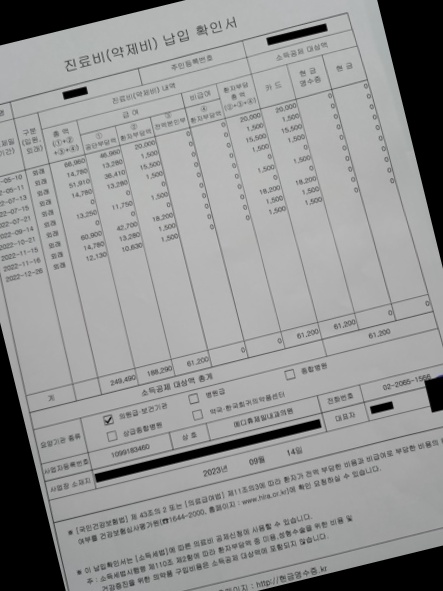 진료비(약제비) 납입 확인서
명 주민등록번호
진료비(약제비) 내역 소득공제 대상액
구분 (입원, 외래) 총액 (①+② +③+④) 급여 비급여 ④ 환자부담 총액 (②+③+④) 카드 현금 영수증 현금
① 공단부담액 ② 환자부담액 ③ 전액본인부 환자부담액
-05-10 외래 66,960 46,960 20,000 0 0 20,000 20,000 0 0
-05-11 외래 14,780 13,280 1,500 0 0 1,500 1,500 0 0
-07-13 외래 51,910 36,410 15,500 0 0 15,500 15,500 0 0
2-07-15 외래 14,780 13,280 1,500 0 0 1,500 1,500 0 0
2-07-21 외래
22-09-14 외래 13,250 11,750 1,500 0 0 1,500 1,500 0 0
2022-10-21 외래 60,900 42,700 18,200 0 0 18,200 18,200 0 0
2022-11-15 외래 14,780 13,280 1,500 0 0 1,500 1,500 0 0
2022-11-16 외래 12,130 10,630 1,500 0 0 1,500 1,500 0 0
2022-12-26 외래
계 249,490 188,290 61,200 0 0 61,200 61,200 0 0
소득공제 대상액 총계 61,200
요양기관 종류 의원급·보건기관 병원급 종합병원
상급종합병원 약국·한국희귀의약품센터
사업자등록번호 1099183460 상호 메디휴제일내과의원 전화번호 02-2065-1566
사업장 소재지 대표자
2023년 09월 14일
※ [국민건강보험법] 제 43조의 2 또는 [의료급여법] 제11조의3에 따라 환자가 전액 부담한 비용과 비급여로 부당한 비용의
여부를 건강보험심사평가원(☎1644-2000, 홈페이지 : www.hira.or.kr)에 확인 요청하실 수 있습니다.
※ 이 납입확인서는 [소득세법]에 따른 의료비 공제신청에 사용할 수 있습니다.
주 : 소득세법시행령 제110조 제2항에 따라 환자부담액 중 미용,성형수술을 위한 비용 및
건강증진을 위한 의약품 구입비용은 소득공제 대상액에 포함되지 않습니다.
http://현금영수증.kr